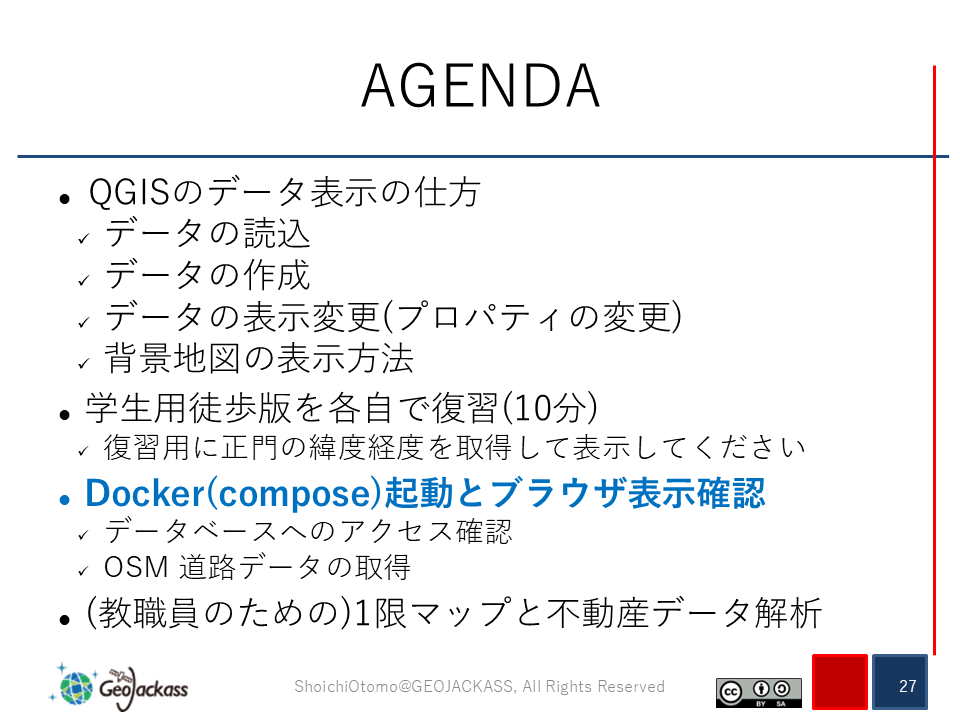 AGENDA
● QGISのデータ表示の仕方
✓ データの読込
✓ データの作成
✓ データの表示変更(プロパティの変更)
✓ 背景地図の表示方法
● 学生用徒歩版を各自で復習(10分)
✓ 復習用に正門の緯度経度を取得して表示してください
● Docker(compose)起動とブラウザ表示確認
✓ データベースへのアクセス確認
✓ OSM 道路データの取得
● (教職員のための)1限マップと不動産データ解析
GeoJackass
ShoichiOtomo@GEOJACKASS, All Rights Reserved
cc BY SA
27